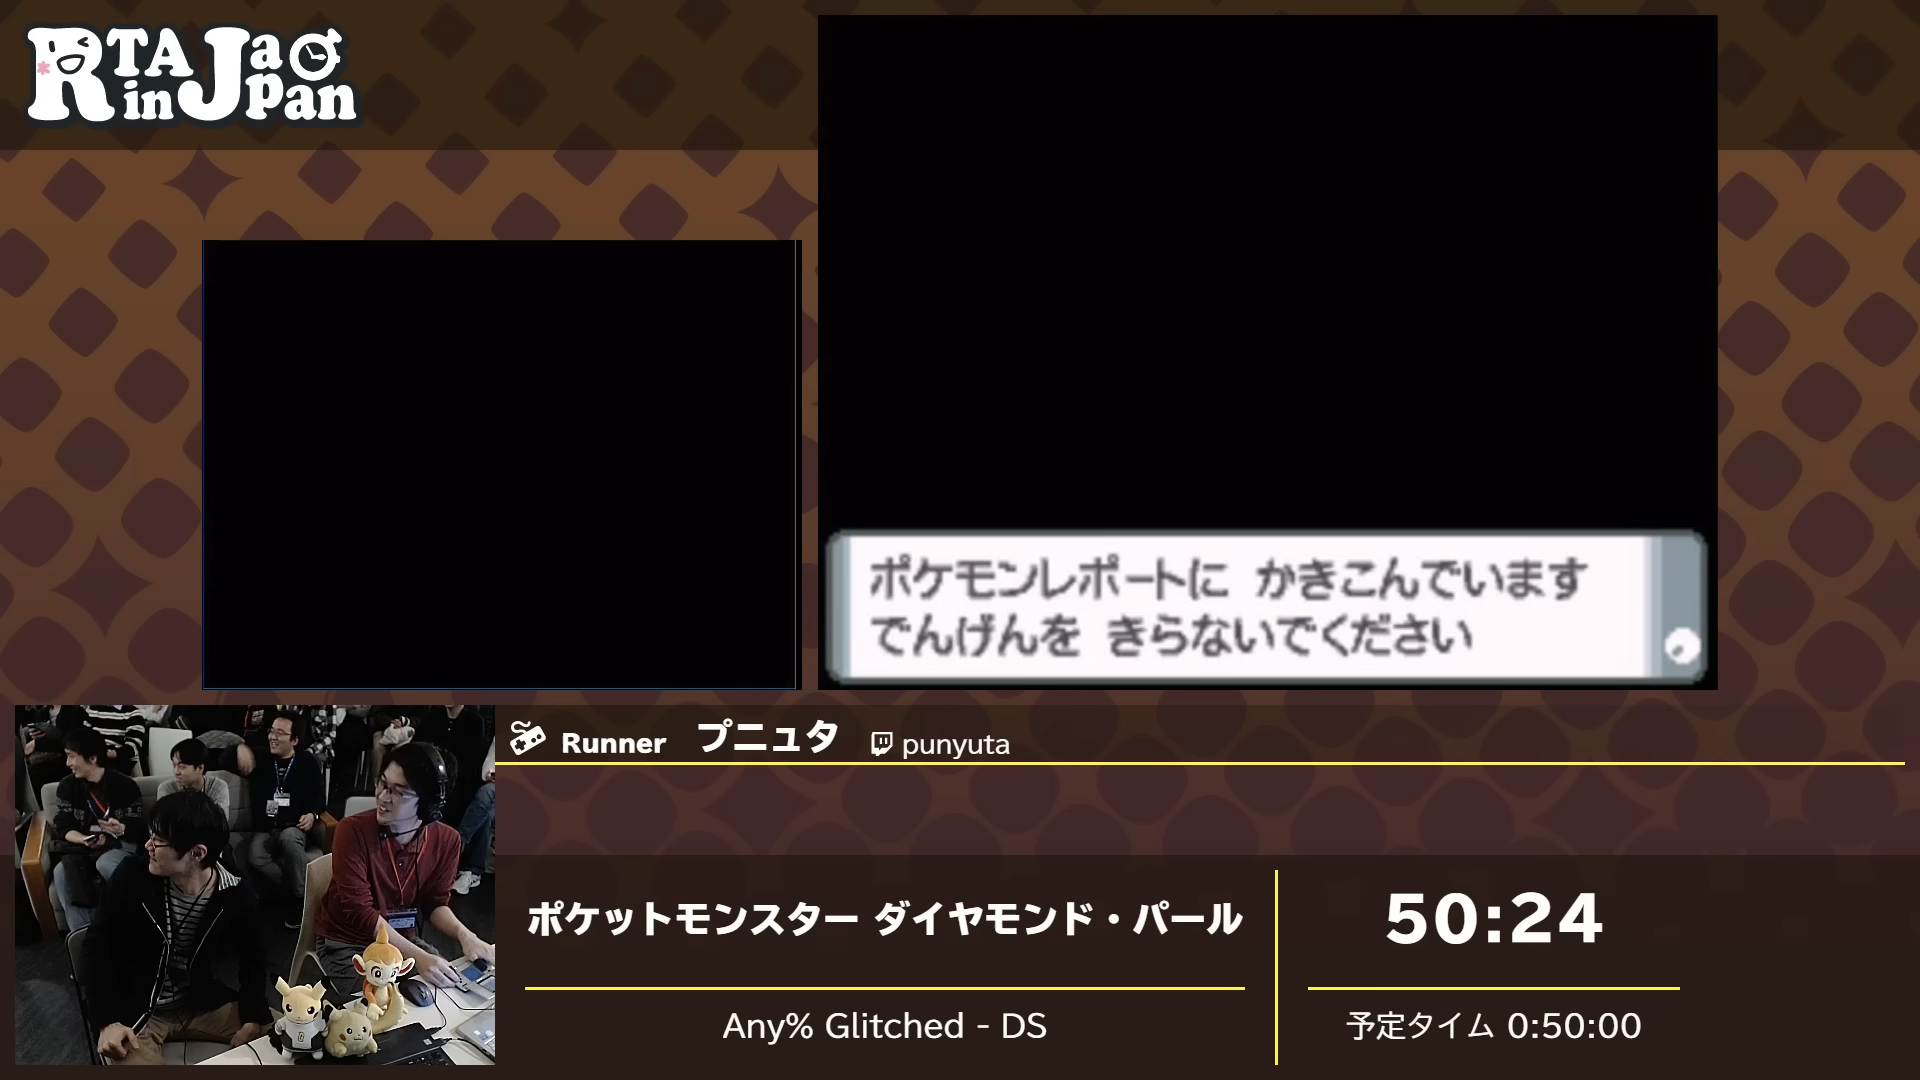 RTA in Japan
ポケモンレポートに かきこんでいます
でんげんを きらないでください
Runner プニュタ punyuta
ポケットモンスター ダイヤモンド・パール
50:24
Any% Glitched - DS
予定タイム 0:50:00